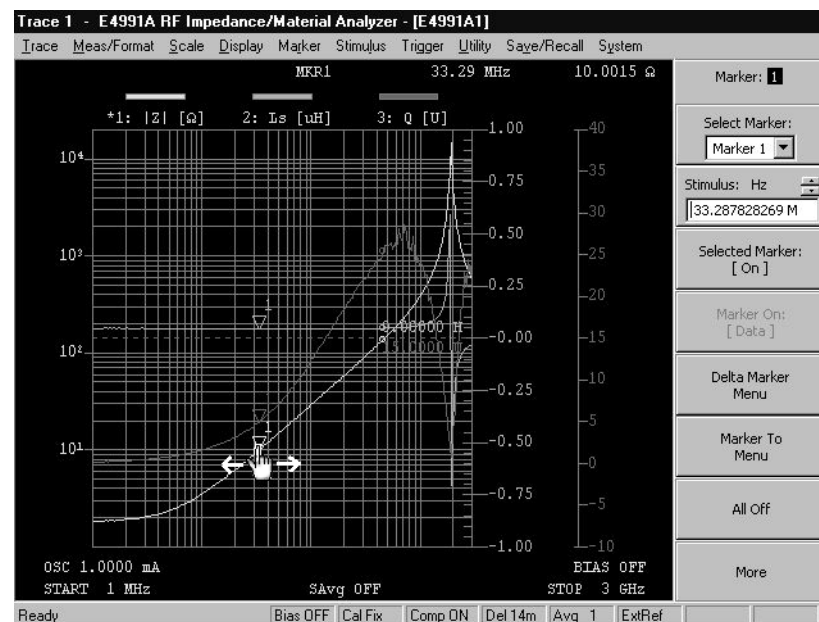 Trace 1 - E4991A RF Impedance/Material Analyzer - [E4991A1]
Trace Meas/Format Scale Display Marker Stimulus Trigger Utility Save/Recall System
MKR1 33.29 MHz 10.0015 Ω
Marker: 1
*1: |Z| [Ω] 2: Ls [uH] 3: Q [U]
Select Marker:
Marker 1
Stimulus: Hz
33.287828269 M
Selected Marker:
[ On ]
Marker On:
[ Data ]
Delta Marker
Menu
Marker To
Menu
All Off
More
10⁴
10³
10²
10¹
1.00
0.75
0.50
0.25
-0.00
-0.25
-0.50
-0.75
-1.00
40
35
30
25
20
15
10
5
0
-5
-10
1
1
0.00000 H
15.0000 U
OSC 1.0000 mA BIAS OFF
START 1 MHz SAvg OFF STOP 3 GHz
Ready Bias OFF Cal Fix Comp ON Del 14m Avg 1 ExtRef